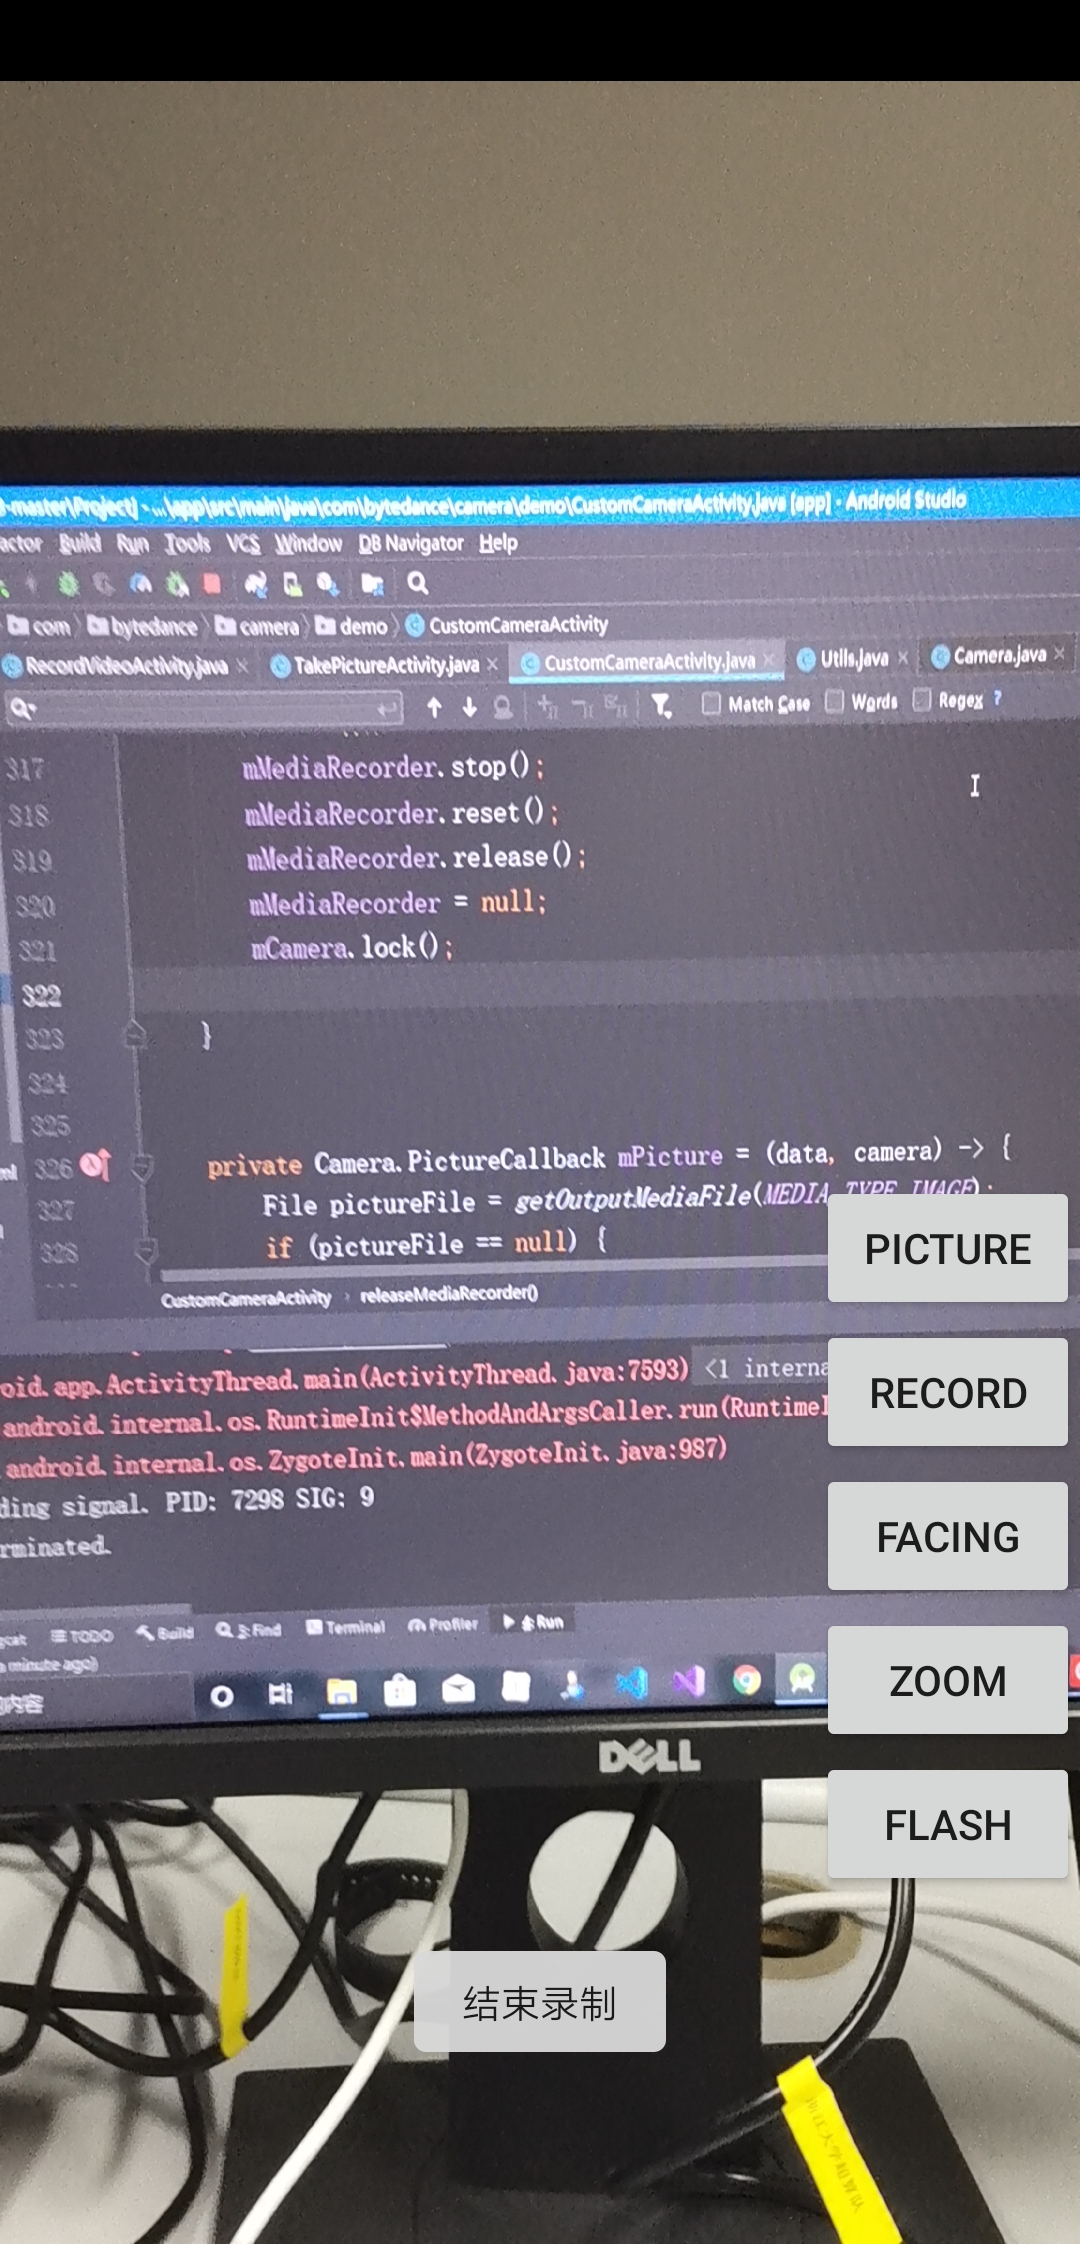 3-master\Project] - ...\app\src\main\java\com\bytedance\camera\demo\CustomCameraActivity.java [app] - Android Studio
actor Build Run Tools VCS Window DB Navigator Help
com bytedance camera demo CustomCameraActivity
RecordVideoActivity.java TakePictureActivity.java CustomCameraActivity.java Utils.java Camera.java
Match Case Words Regex ?
317 mMediaRecorder.stop();
318 mMediaRecorder.reset();
319 mMediaRecorder.release();
320 mMediaRecorder = null;
321 mCamera.lock();
322
323 }
324
325
326 private Camera.PictureCallback mPicture = (data, camera) -> {
327 File pictureFile = getOutputMediaFile(MEDIA_TYPE_IMAGE);
328 if (pictureFile == null) {
CustomCameraActivity › releaseMediaRecorder()
oid.app.ActivityThread.main(ActivityThread.java:7593) <1 interna
android.internal.os.RuntimeInit$MethodAndArgsCaller.run(RuntimeI
android.internal.os.ZygoteInit.main(ZygoteInit.java:987)
ding signal. PID: 7298 SIG: 9
rminated.
gcat TODO Build 3: Find Terminal Profiler 4: Run
minute ago)
内容
DELL
PICTURE
RECORD
FACING
ZOOM
FLASH
结束录制